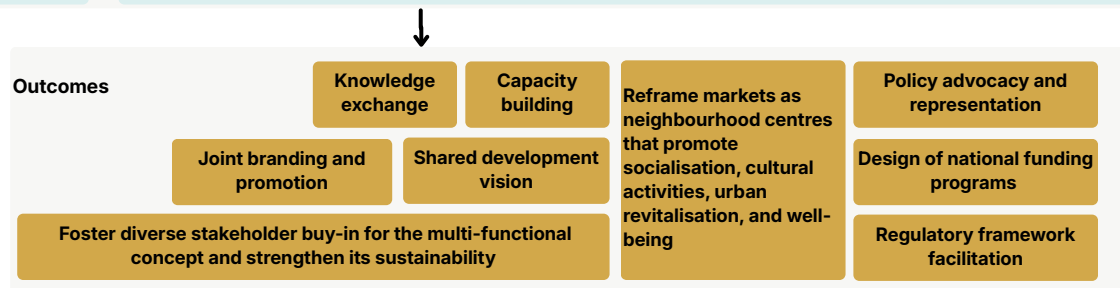 Outcomes
Knowledge
exchange
Capacity
building
Joint branding and
promotion
Shared development
vision
Foster diverse stakeholder buy-in for the multi-functional
concept and strengthen its sustainability
Reframe markets as
neighbourhood centres
that promote
socialisation, cultural
activities, urban
revitalisation, and well-
being
Policy advocacy and
representation
Design of national funding
programs
Regulatory framework
facilitation